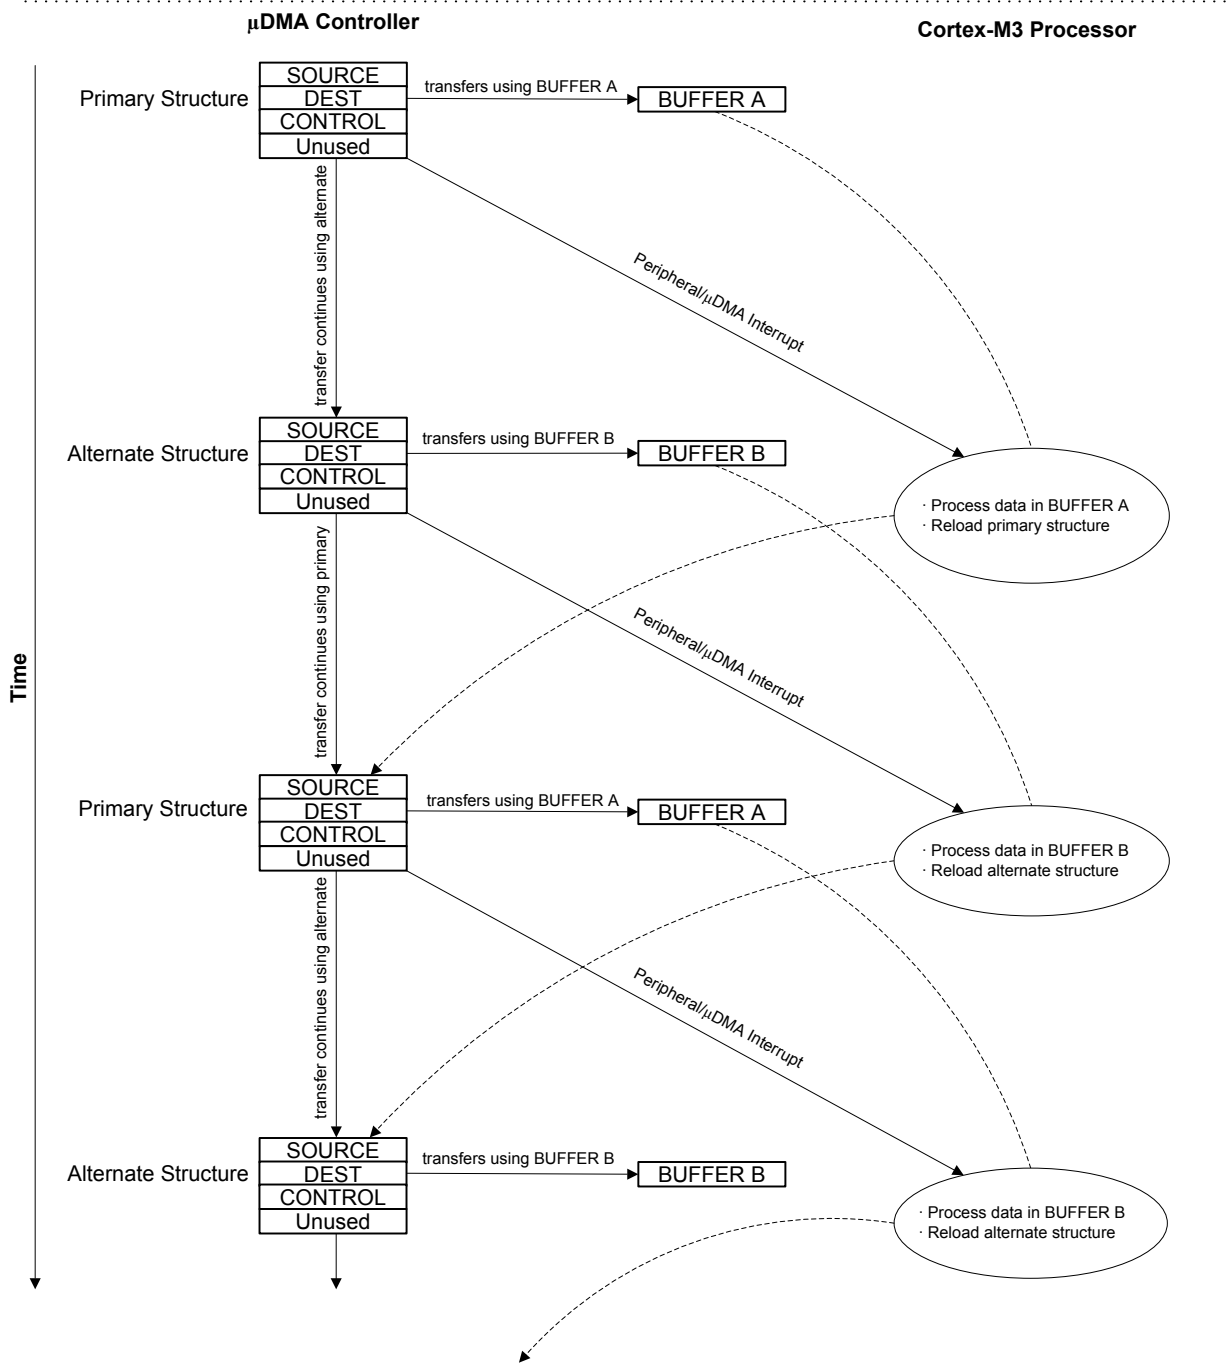 µDMA Controller
Cortex-M3 Processor
Time
Primary Structure
SOURCE
DEST
CONTROL
Unused
transfers using BUFFER A
BUFFER A
transfer continues using alternate
Peripheral/µDMA Interrupt
Alternate Structure
SOURCE
DEST
CONTROL
Unused
transfers using BUFFER B
BUFFER B
· Process data in BUFFER A
· Reload primary structure
transfer continues using primary
Peripheral/µDMA Interrupt
Primary Structure
SOURCE
DEST
CONTROL
Unused
transfers using BUFFER A
BUFFER A
· Process data in BUFFER B
· Reload alternate structure
transfer continues using alternate
Peripheral/µDMA Interrupt
Alternate Structure
SOURCE
DEST
CONTROL
Unused
transfers using BUFFER B
BUFFER B
· Process data in BUFFER B
· Reload alternate structure